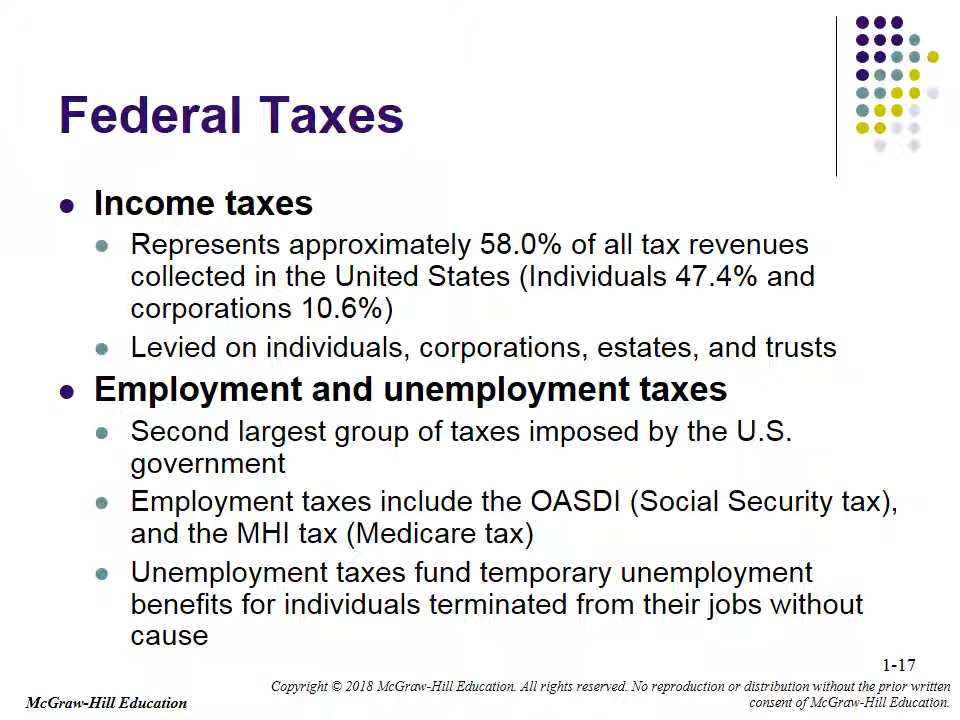 Federal Taxes
Income taxes
Represents approximately 58.0% of all tax revenues
collected in the United States (Individuals 47.4% and
corporations 10.6%)
Levied on individuals, corporations, estates, and trusts
Employment and unemployment taxes
Second largest group of taxes imposed by the U.S.
government
Employment taxes include the OASDI (Social Security tax),
and the MHI tax (Medicare tax)
Unemployment taxes fund temporary unemployment
benefits for individuals terminated from their jobs without
cause
1-17
Copyright © 2018 McGraw-Hill Education. All rights reserved. No reproduction or distribution without the prior written
consent of McGraw-Hill Education.
McGraw-Hill Education